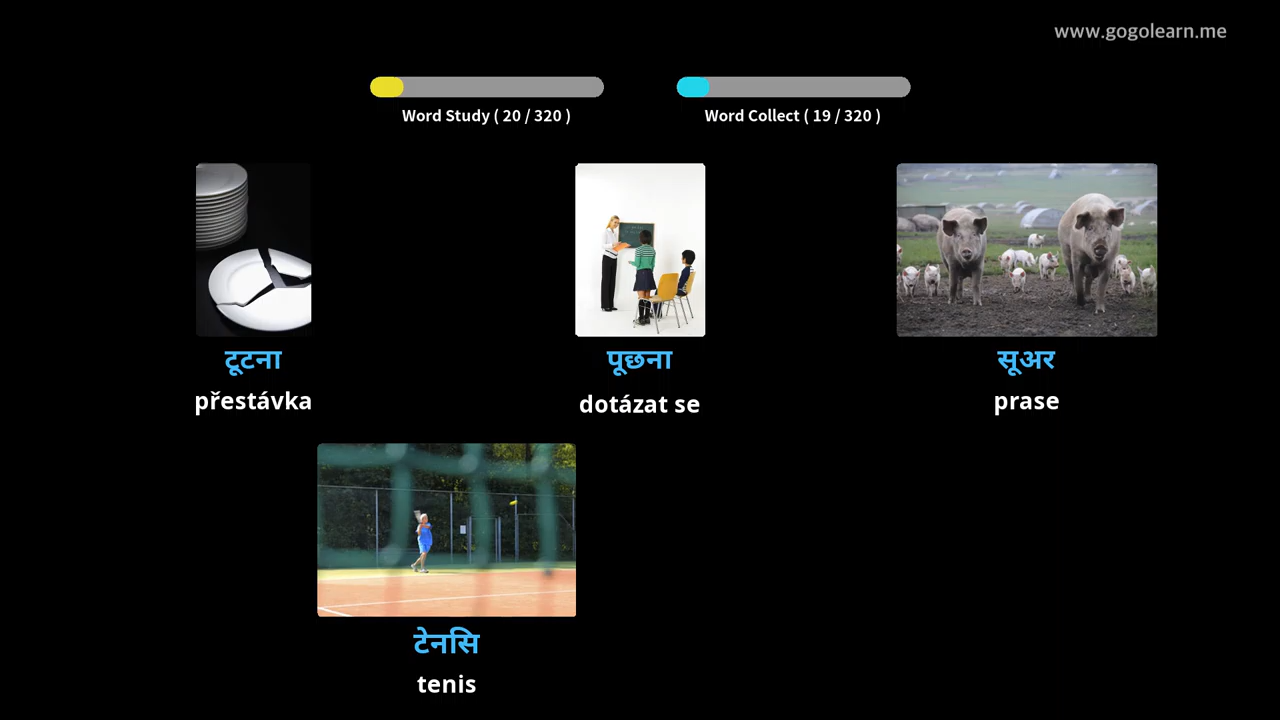 www.gogolearn.me
Word Study ( 20 / 320 )
Word Collect ( 19 / 320 )
टूटना
přestávka
पूछना
dotázat se
सूअर
prase
टेनसि
tenis